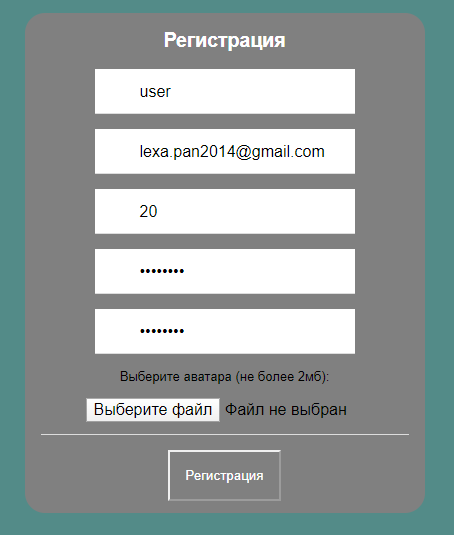 Регистрация
user
lexa.pan2014@gmail.com
20
••••••••
••••••••
Выберите аватара (не более 2мб):
Выберите файл Файл не выбран
Регистрация